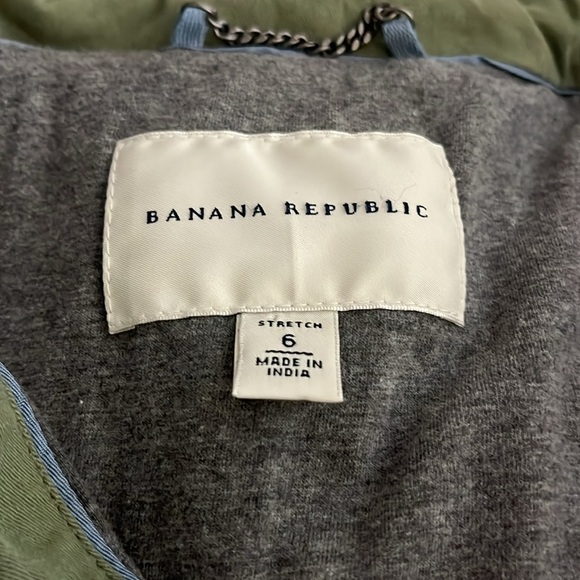 BANANA REPUBLIC
STRETCH
6
MADE IN
INDIA